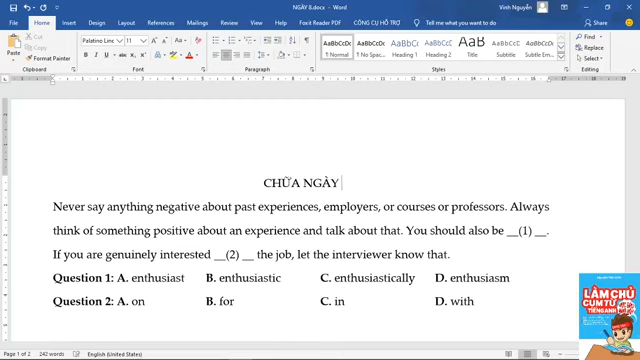 NGÀY 8.docx - Word
Vinh Nguyễn
File Home Insert Design Layout References Mailings Review View Help Foxit Reader PDF CÔNG CỤ HỖ TRỢ Tell me what you want to do Share
Paste
Cut
Copy
Format Painter
Palatino Lino 11
AaBbCcDc AaBbCcDc AaBbCc AaBbCcC AaB AaBbCcC AaBbCcDc
1 Normal 1 No Spac... Heading 1 Heading 2 Title Subtitle Subtle Em...
Find
Replace
Select
Clipboard Font Paragraph Styles Editing
CHỮA NGÀY
Never say anything negative about past experiences, employers, or courses or professors. Always
think of something positive about an experience and talk about that. You should also be __(1) __.
If you are genuinely interested __(2) __ the job, let the interviewer know that.
Question 1: A. enthusiast B. enthusiastic C. enthusiastically D. enthusiasm
Question 2: A. on B. for C. in D. with
LÀM CHỦ
CỤM TỪ
TIẾNG ANH
Page 1 of 2 242 words English (United States)